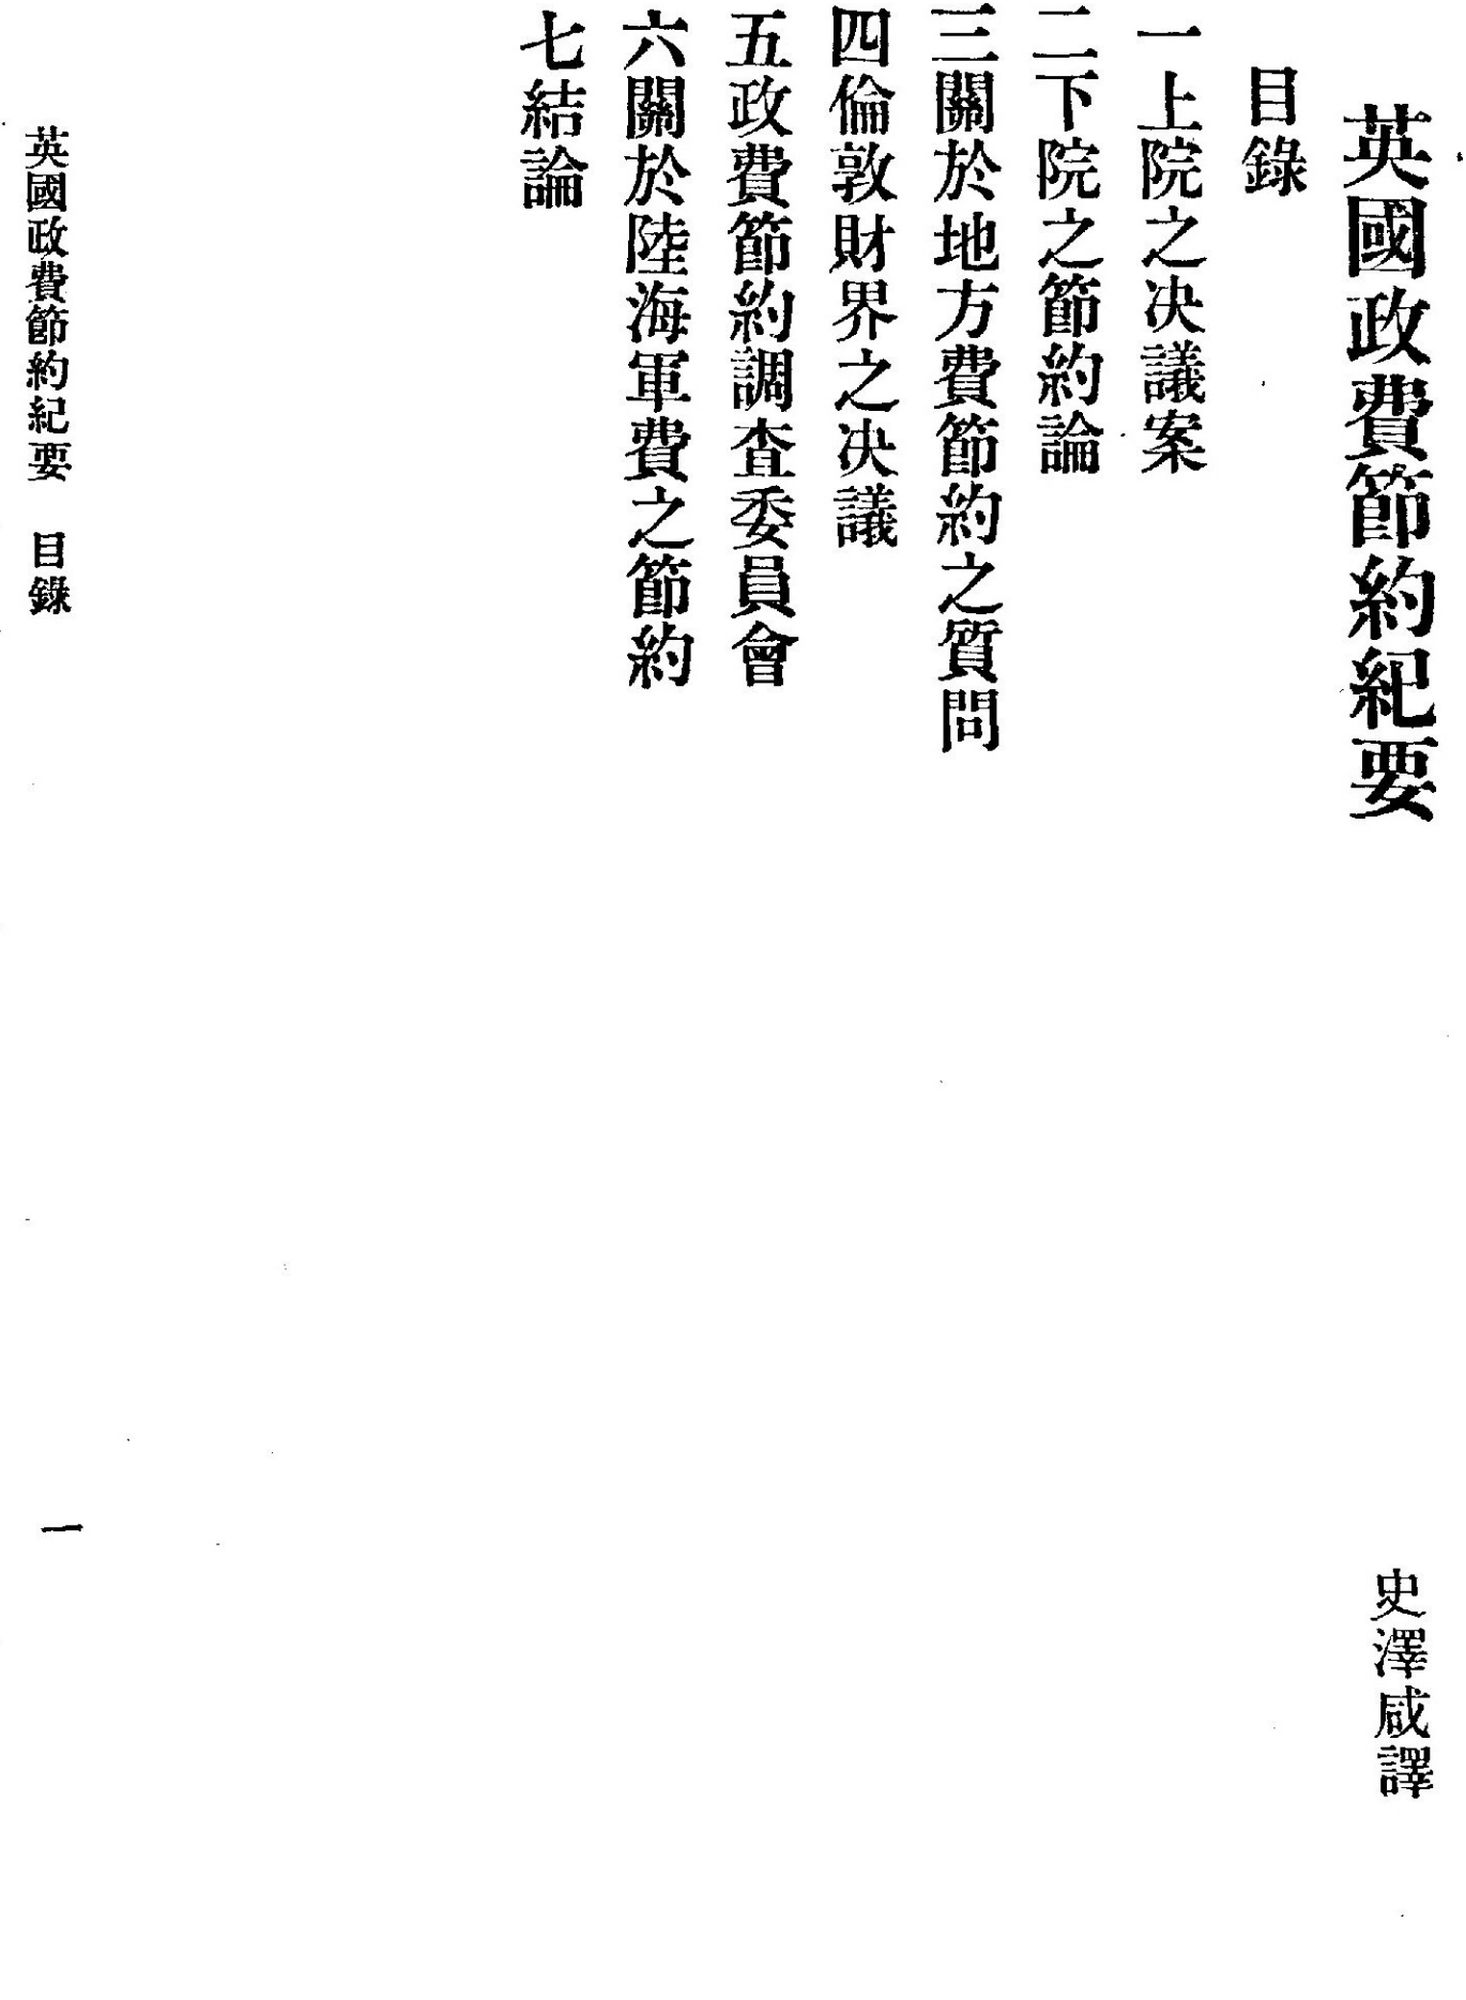 英國政費節約紀要
史澤咸譯
目錄
一上院之决議案
二下院之節約論
三關於地方費節約之質問
四倫敦財界之决議
五政費節約調查委員會
六關於陸海軍費之節約
七結論
英國政費節約紀要 目錄
一